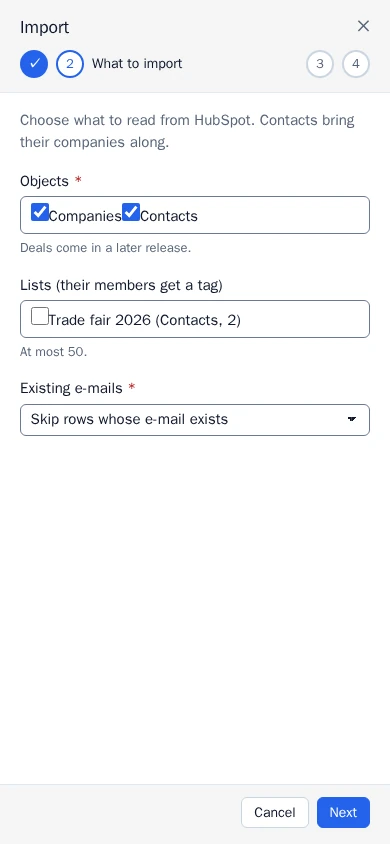 Import
✓ 2 What to import 3 4
Choose what to read from HubSpot. Contacts bring
their companies along.
Objects *
Companies Contacts
Deals come in a later release.
Lists (their members get a tag)
Trade fair 2026 (Contacts, 2)
At most 50.
Existing e-mails *
Skip rows whose e-mail exists
Cancel Next